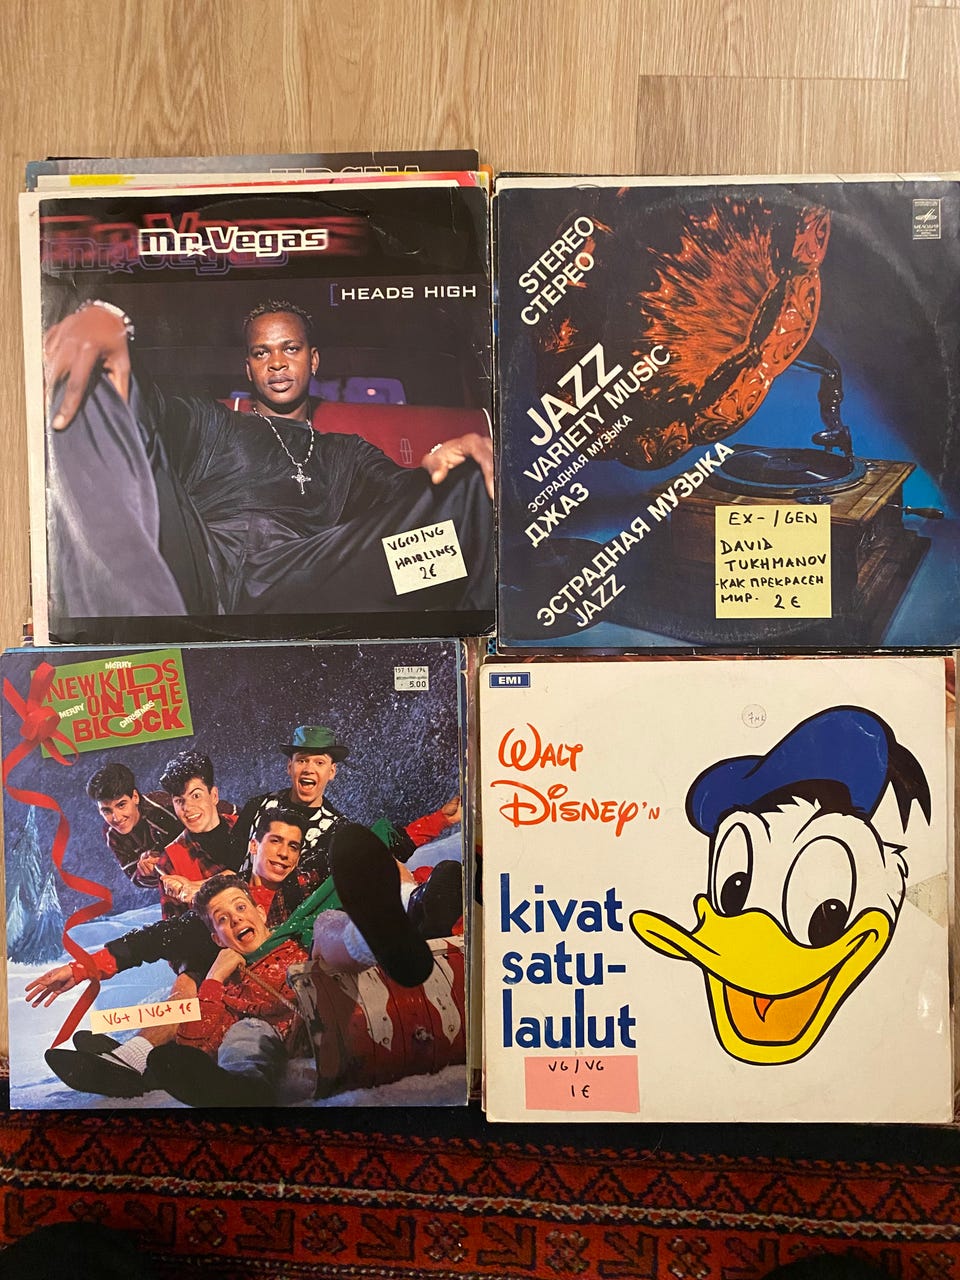 Mr. Vegas
[HEADS HIGH
VG(+)/VG
HAIRLINES
2€
STEREO
СТЕРЕО
JAZZ
VARIETY MUSIC
ЭСТРАДНАЯ МУЗЫКА
ДЖАЗ
ЭСТРАДНАЯ МУЗЫКА
JAZZ
МЕЛОДИЯ
EX-/GEN
DAVID
TUKHMANOV
-КАК ПРЕКРАСЕН
МИР. 2€
MERRY
NEW KIDS
ON THE
BLOCK
MERRY
CHRISTMAS
5.00
VG+/VG+ 1€
EMI
7mk
WALT
DISNEY'N
kivat
satu-
laulut
VG/VG
1€